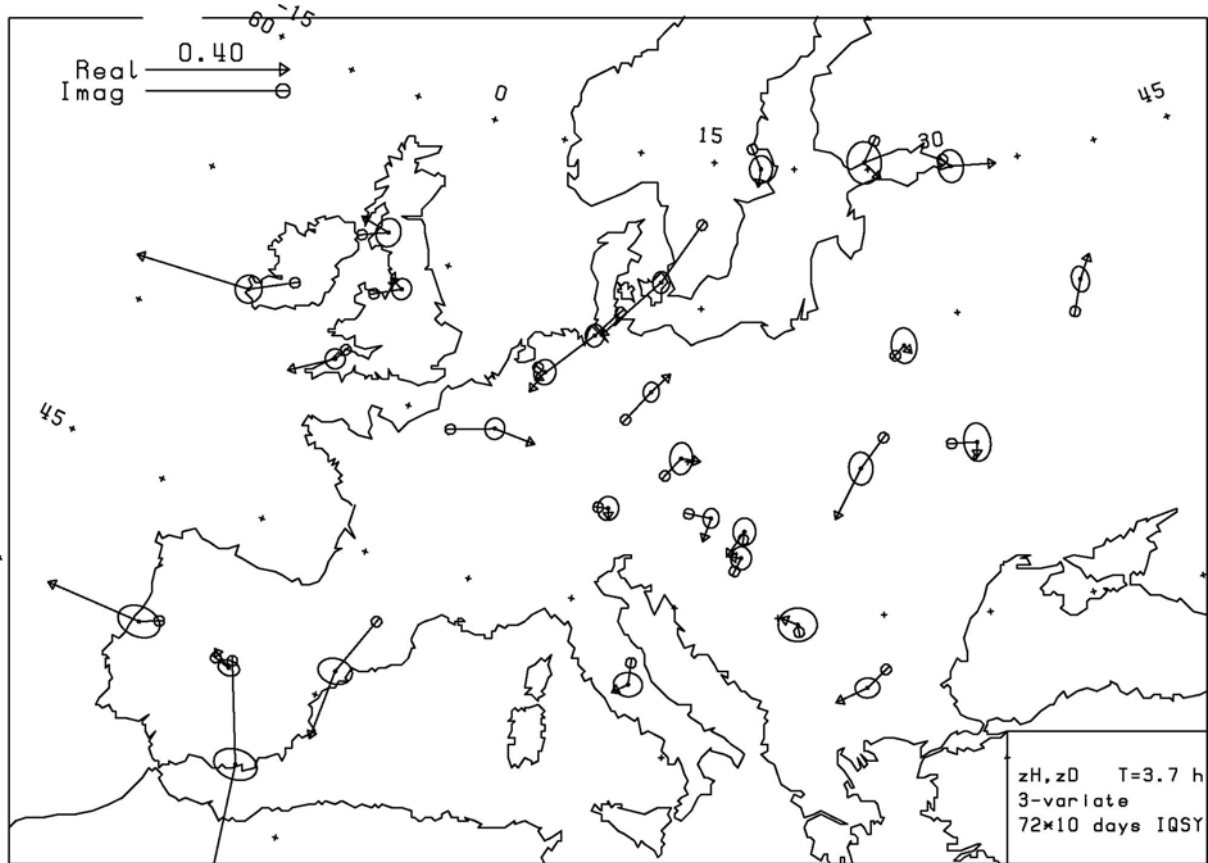 60 -15
0.40
Real
Imag
0
45
15
30
45
zH,zD T=3.7 h
3-variate
72*10 days IQSY